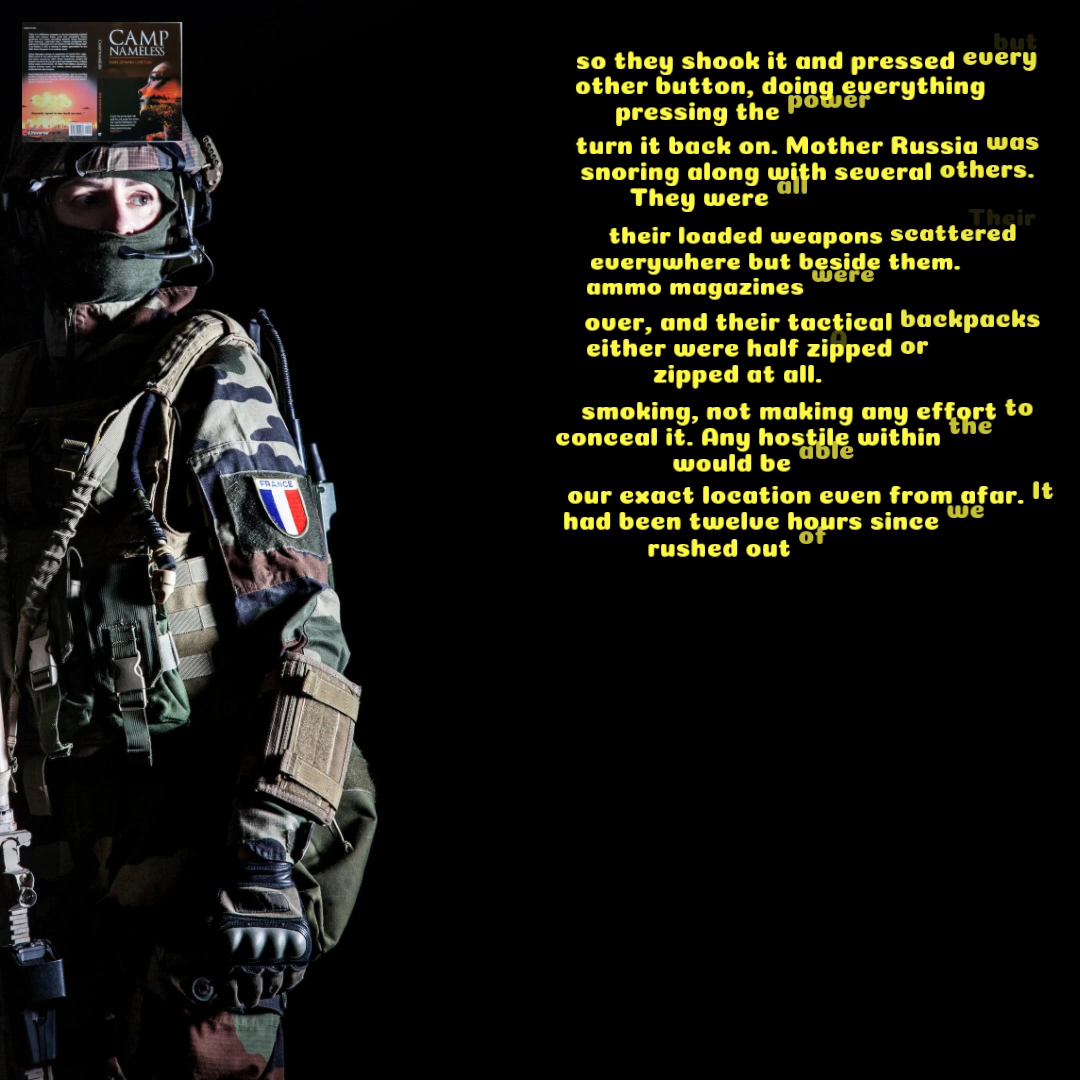 CAMP
NAMELESS
but
so they shook it and pressed every
other button, doing everything
pressing the power
turn it back on. Mother Russia was
snoring along with several others.
They were all
Their
their loaded weapons scattered
everywhere but beside them.
ammo magazines were
over, and their tactical backpacks
either were half zipped or
zipped at all.
smoking, not making any effort to
conceal it. Any hostile within the
would be able
our exact location even from afar. It
had been twelve hours since we
rushed out of
FRANCE